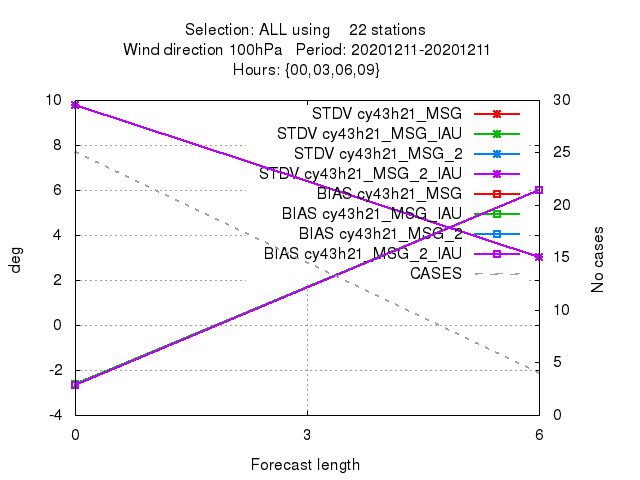 Selection: ALL using 22 stations
Wind direction 100hPa Period: 20201211-20201211
Hours: {00,03,06,09}
10
8
6
4
2
0
-2
-4
30
25
20
15
10
5
0
STDV cy43h21_MSG
STDV cy43h21_MSG_IAU
STDV cy43h21_MSG_2
STDV cy43h21_MSG_2_IAU
BIAS cy43h21_MSG
BIAS cy43h21_MSG_IAU
BIAS cy43h21_MSG_2
BIAS cy43h21_MSG_2_IAU
CASES
deg
No cases
0 3 6
Forecast length